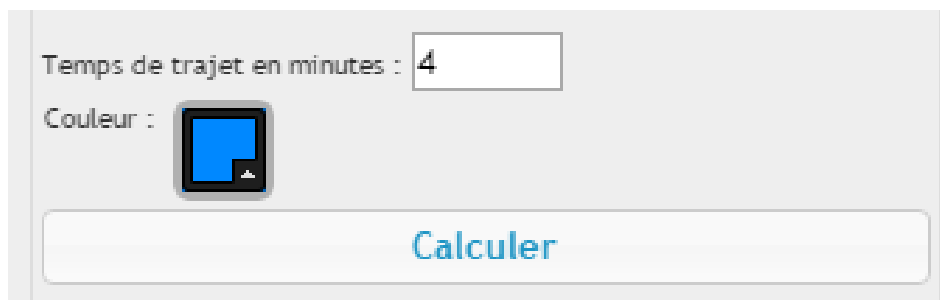 Temps de trajet en minutes : 4
Couleur :
Calculer